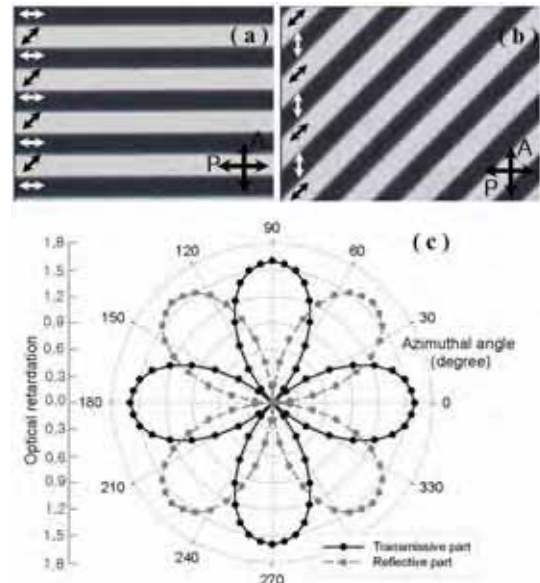 ( a )
A
P
( b )
A
P
( c )
90
120
60
150
30
180
0
210
330
240
270
Azimuthal angle
(degree)
Optical retardation
1.8
1.5
1.2
0.9
0.6
0.3
0.0
0.3
0.6
0.9
1.2
1.5
1.8
Transmissive part
Reflective part